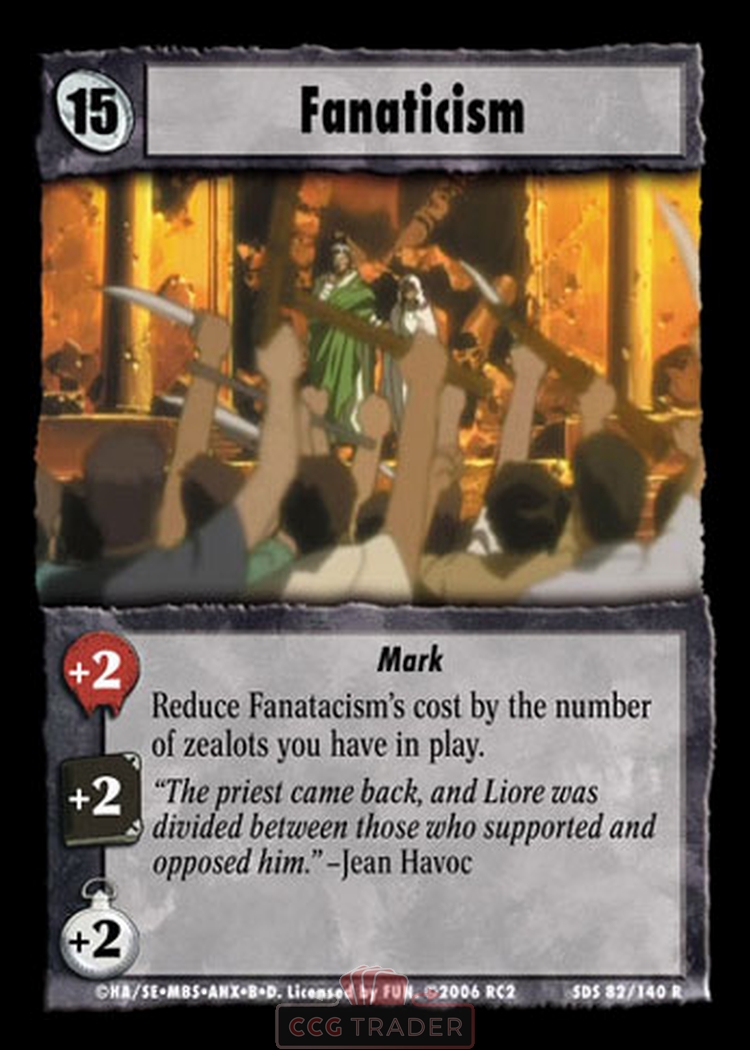 15
Fanaticism
+2
Mark
Reduce Fanatacism's cost by the number
of zealots you have in play.
+2
"The priest came back, and Liore was
divided between those who supported and
opposed him." –Jean Havoc
+2
©HA/SE•MBS•ANX•B•D. Licensed by FUN. ©2006 RC2
SDS 82/140 R
CCG TRADER